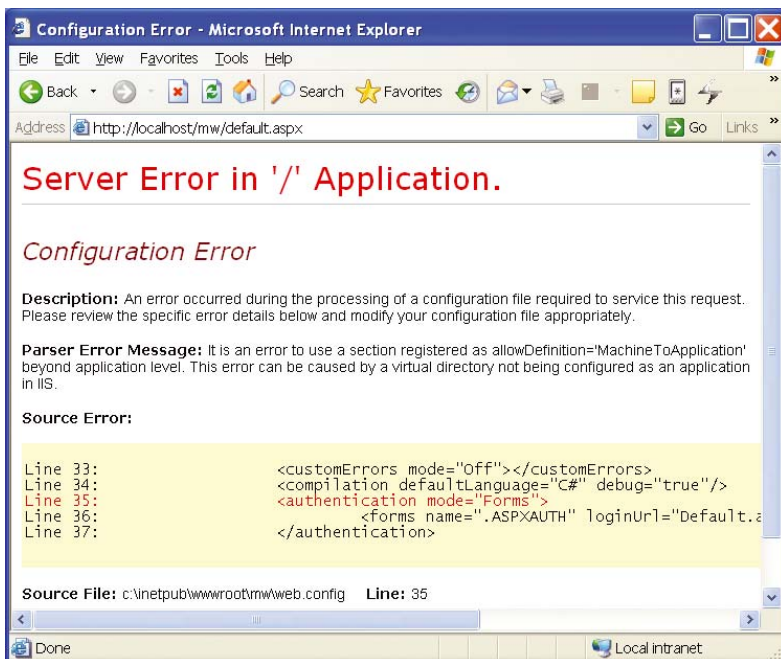 Configuration Error - Microsoft Internet Explorer
File Edit View Favorites Tools Help
Back Search Favorites »
Address http://localhost/mw/default.aspx Go Links »
Server Error in '/' Application.
Configuration Error
Description: An error occurred during the processing of a configuration file required to service this request.
Please review the specific error details below and modify your configuration file appropriately.
Parser Error Message: It is an error to use a section registered as allowDefinition='MachineToApplication'
beyond application level. This error can be caused by a virtual directory not being configured as an application
in IIS.
Source Error:
Line 33: <customErrors mode="Off"></customErrors>
Line 34: <compilation defaultLanguage="C#" debug="true"/>
Line 35: <authentication mode="Forms">
Line 36: <forms name=".ASPXAUTH" loginUrl="Default.a
Line 37: </authentication>
Source File: c:\inetpub\wwwroot\mw\web.config Line: 35
Done Local intranet